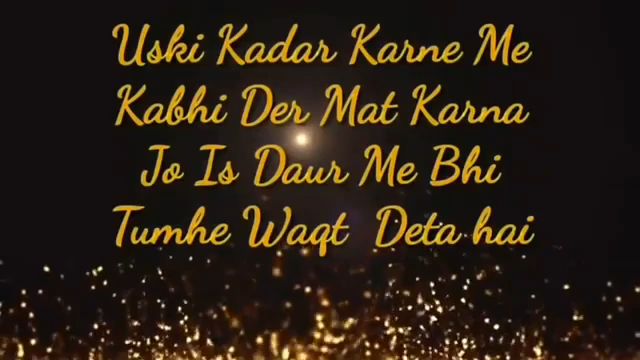 Uski Kadar Karne Me
Kabhi Der Mat Karna
Jo Is Daur Me Bhi
Tumhe Waqt Deta hai